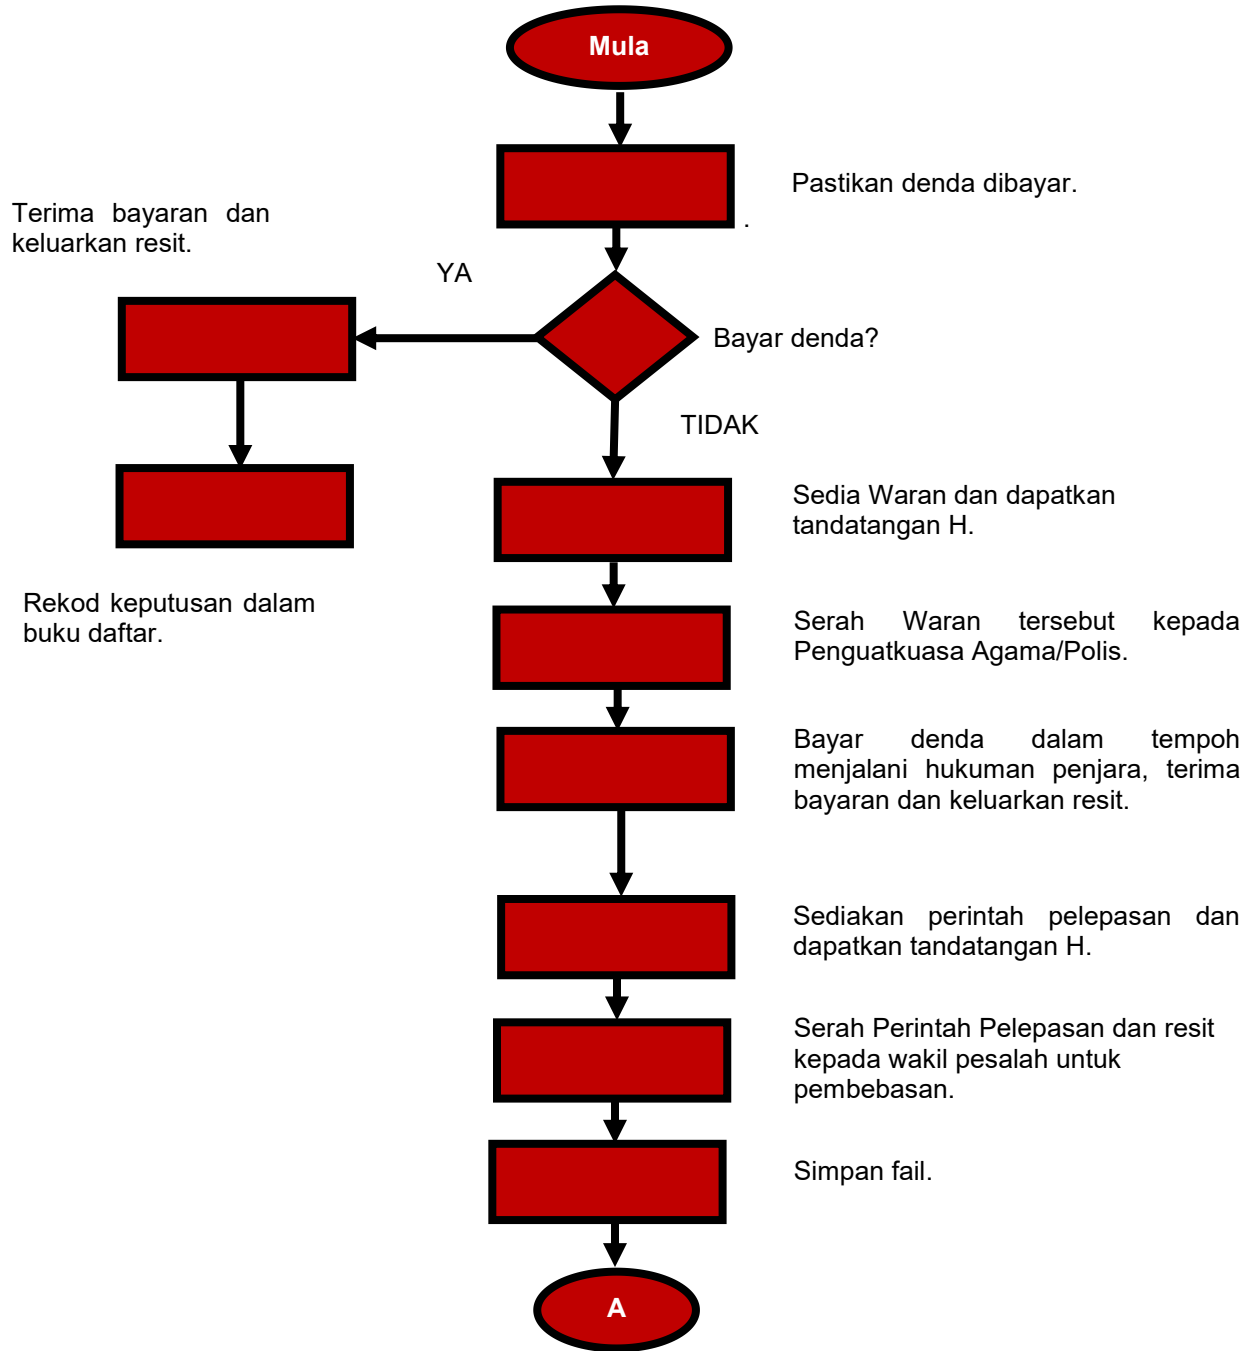 Mula
Pastikan denda dibayar.
.
Terima bayaran dan
keluarkan resit.
YA
Bayar denda?
TIDAK
Sedia Waran dan dapatkan
tandatangan H.
Rekod keputusan dalam
buku daftar.
Serah Waran tersebut kepada
Penguatkuasa Agama/Polis.
Bayar denda dalam tempoh
menjalani hukuman penjara, terima
bayaran dan keluarkan resit.
Sediakan perintah pelepasan dan
dapatkan tandatangan H.
Serah Perintah Pelepasan dan resit
kepada wakil pesalah untuk
pembebasan.
Simpan fail.
A